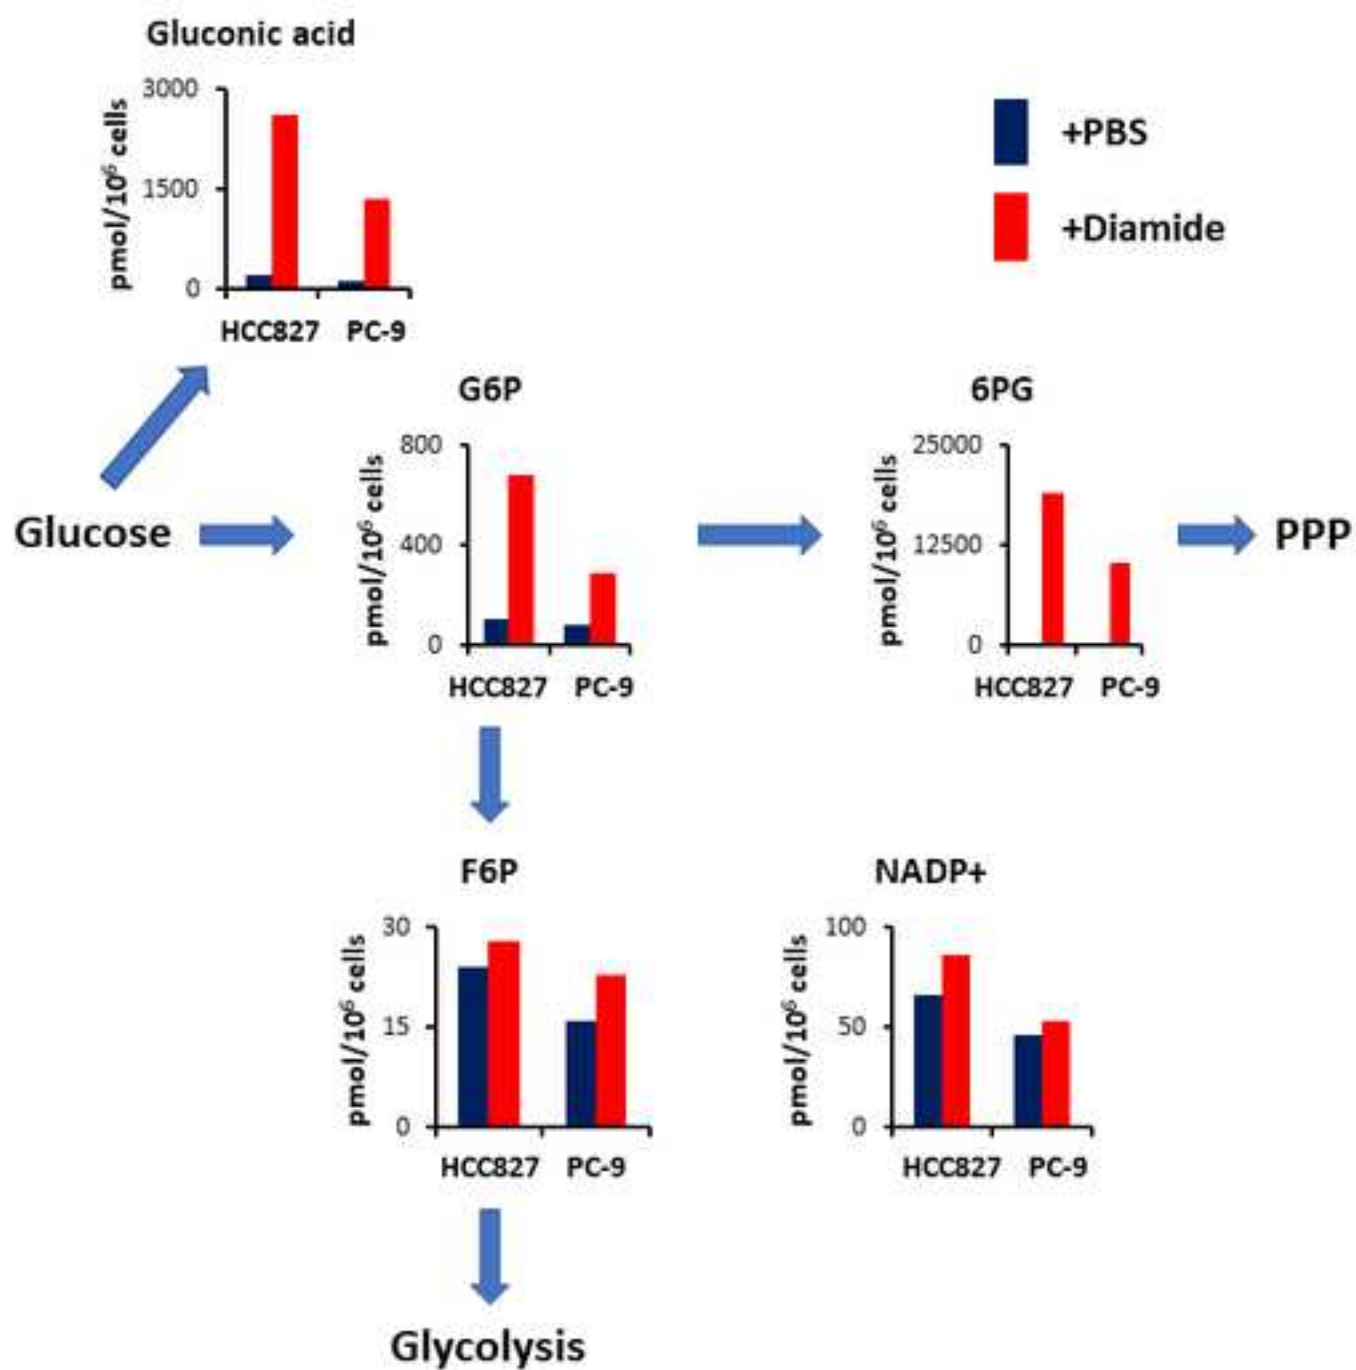 Gluconic acid
3000
1500
0
pmol/10⁶ cells
HCC827 PC-9
+PBS
+Diamide
G6P
800
400
0
pmol/10⁶ cells
HCC827 PC-9
6PG
25000
12500
0
pmol/10⁶ cells
HCC827 PC-9
Glucose
PPP
F6P
30
15
0
pmol/10⁶ cells
HCC827 PC-9
NADP+
100
50
0
pmol/10⁶ cells
HCC827 PC-9
Glycolysis